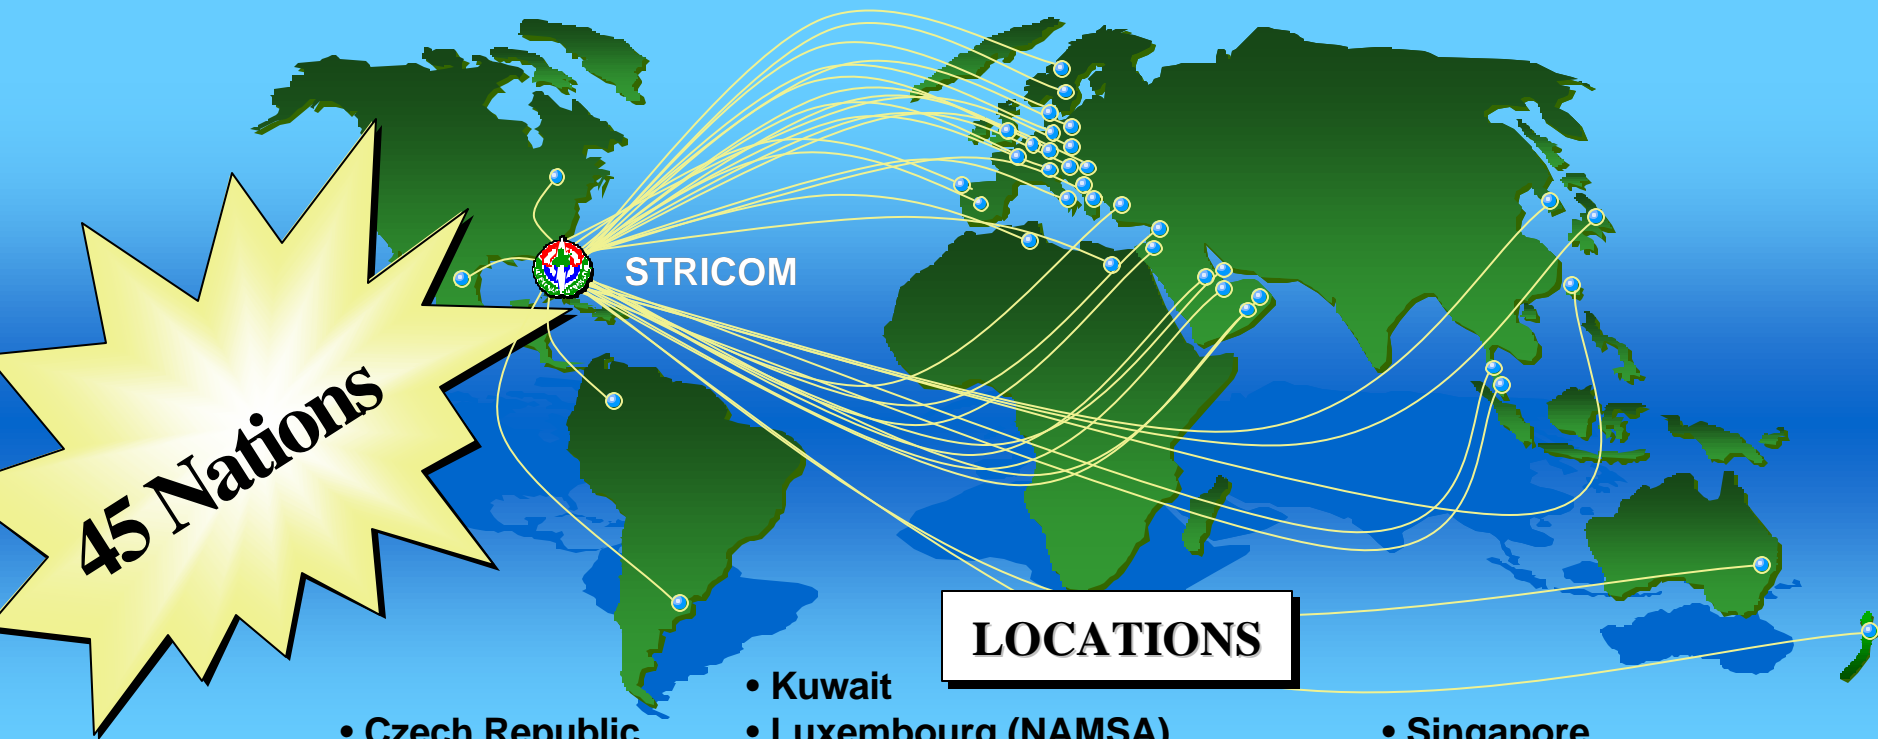 STRICOM
45 Nations
LOCATIONS
• Kuwait
• Czech Republic
• Luxembourg (NAMSA)
• Singapore